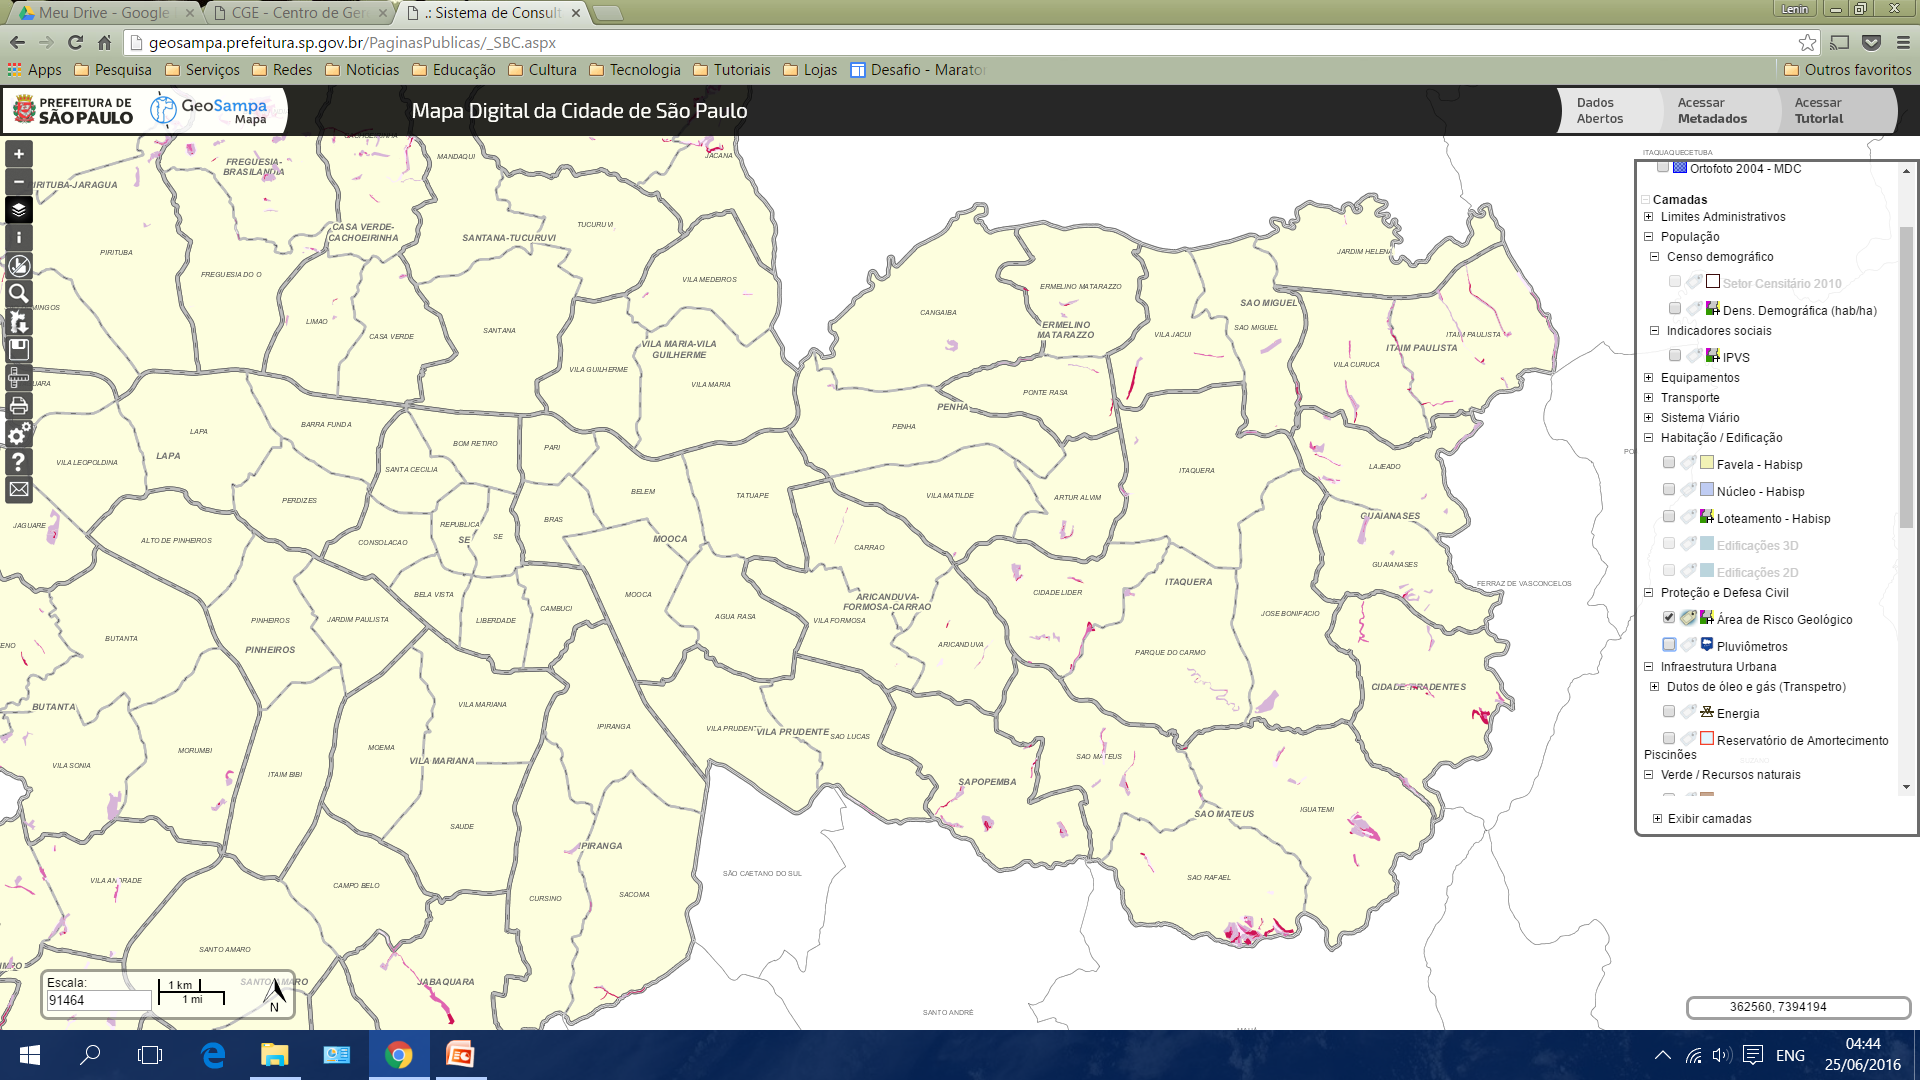 Meu Drive - Google
CGE - Centro de Ger
.: Sistema de Consult
Lenin
geosampa.prefeitura.sp.gov.br/PaginasPublicas/_SBC.aspx
Apps Pesquisa Serviços Redes Noticias Educação Cultura Tecnologia Tutoriais Lojas Desafio - Marato Outros favoritos
PREFEITURA DE
SÃO PAULO
GeoSampa
Mapa
Mapa Digital da Cidade de São Paulo
Dados
Abertos
Acessar
Metadados
Acessar
Tutorial
ITAQUAQUECETUBA
Ortofoto 2004 - MDC
Camadas
Limites Administrativos
População
Censo demográfico
Setor Censitário 2010
Dens. Demográfica (hab/ha)
Indicadores sociais
IPVS
Equipamentos
Transporte
Sistema Viário
Habitação / Edificação
Favela - Habisp
Núcleo - Habisp
Loteamento - Habisp
Edificações 3D
Edificações 2D
Proteção e Defesa Civil
Área de Risco Geológico
Pluviômetros
Infraestrutura Urbana
Dutos de óleo e gás (Transpetro)
Energia
Reservatório de Amortecimento
Piscinões
Verde / Recursos naturais
Exibir camadas
CACHOEIRINHA
MANDAQUI
JACANA
FREGUESIA-
BRASILANDIA
IRITUBA-JARAGUA
TUCURUVI
CASA VERDE-
CACHOEIRINHA
SANTANA-TUCURUVI
PIRITUBA
FREGUESIA DO O
VILA MEDEIROS
JARDIM HELENA
ERMELINO MATARAZZO
MINGOS
LIMAO
CASA VERDE
SANTANA
CANGAIBA
ERMELINO
MATARAZZO
SAO MIGUEL
SAO MIGUEL
VILA JACUI
ITAIM PAULISTA
ITAIM PAULISTA
VILA MARIA-VILA
GUILHERME
VILA GUILHERME
VILA MARIA
VILA CURUCA
UARA
PONTE RASA
PENHA
PENHA
LAPA
LAPA
BARRA FUNDA
BOM RETIRO
PARI
VILA LEOPOLDINA
SANTA CECILIA
ITAQUERA
LAJEADO
PERDIZES
BELEM
TATUAPE
VILA MATILDE
ARTUR ALVIM
JAGUARE
REPUBLICA
SE
SE
BRAS
GUAIANASES
ALTO DE PINHEIROS
CONSOLACAO
MOOCA
CARRAO
GUAIANASES
ITAQUERA
FERRAZ DE VASCONCELOS
BELA VISTA
CAMBUCI
MOOCA
ARICANDUVA-
FORMOSA-CARRAO
CIDADE LIDER
PINHEIROS
JARDIM PAULISTA
LIBERDADE
AGUA RASA
VILA FORMOSA
JOSE BONIFACIO
BUTANTA
ENO
PINHEIROS
ARICANDUVA
PARQUE DO CARMO
CIDADE TIRADENTES
BUTANTA
VILA MARIANA
IPIRANGA
VILA PRUDENT
VILA PRUDENTE
SAO LUCAS
MORUMBI
MOEMA
VILA MARIANA
SAO MATEUS
VILA SONIA
ITAIM BIBI
SAPOPEMBA
SAUDE
IGUATEMI
SAO MATEUS
IPIRANGA
VILA ANDRADE
CAMPO BELO
CURSINO
SACOMA
SÃO CAETANO DO SUL
SAO RAFAEL
SANTO AMARO
MPO
SANTO AMARO
JABAQUARA
SANTO ANDRÉ
Escala:
91464
1 km
1 mi
N
362560, 7394194
ENG
04:44
25/06/2016